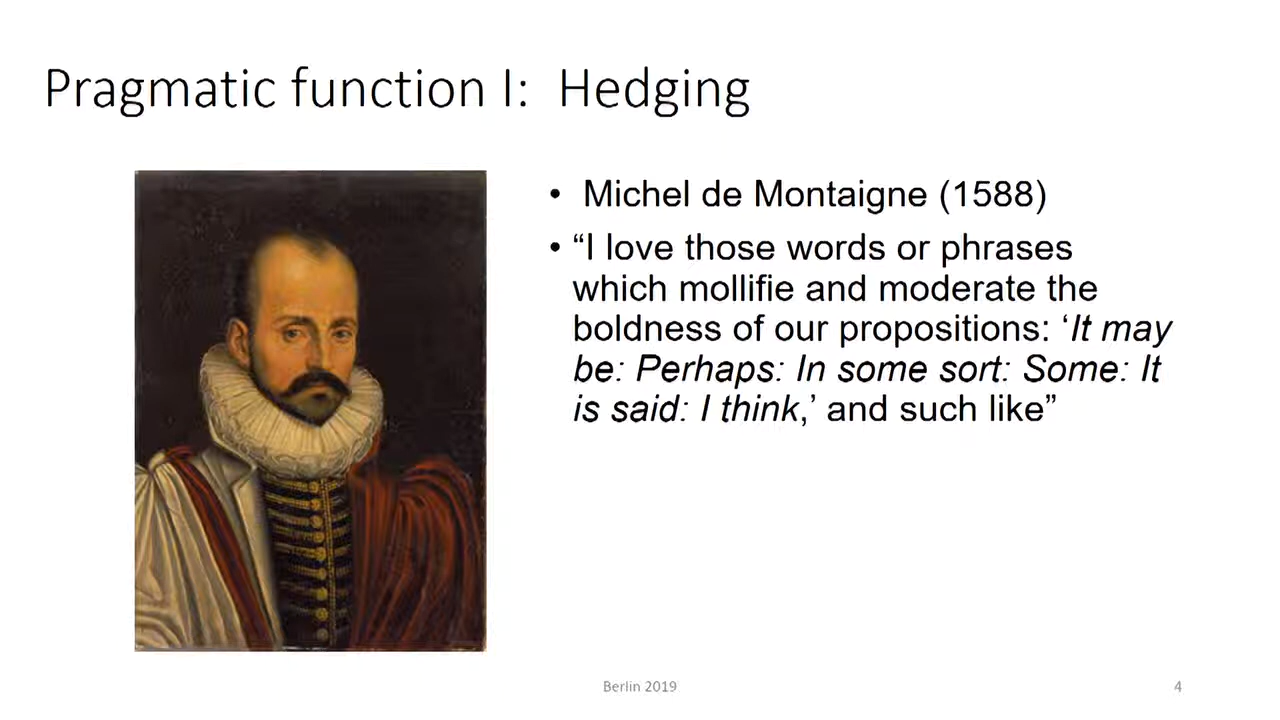 Pragmatic function I:  Hedging
• Michel de Montaigne (1588)
• “I love those words or phrases
which mollifie and moderate the
boldness of our propositions: ‘It may
be: Perhaps: In some sort: Some: It
is said: I think,’ and such like”
Berlin 2019
4